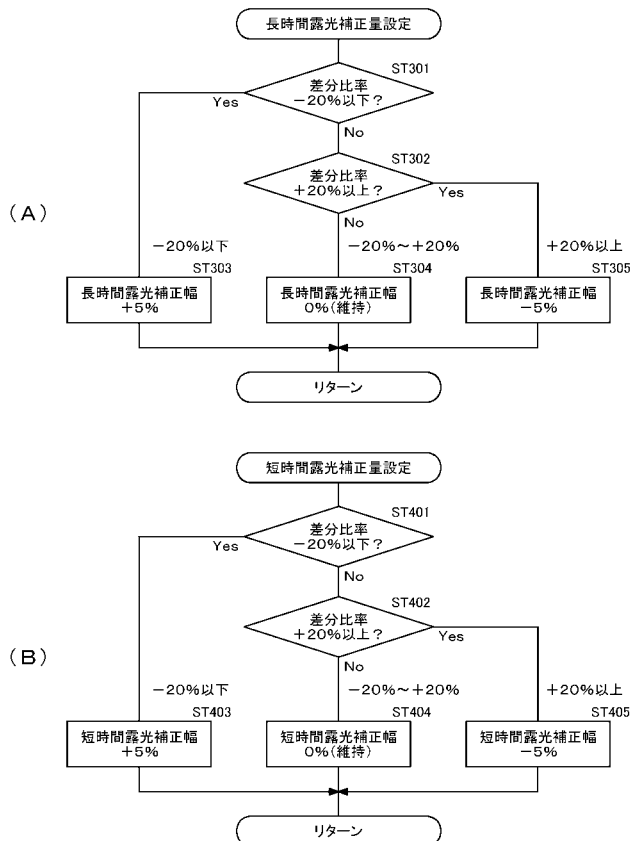 長時間露光補正量設定
ST301
差分比率
－20%以下？
Yes
No
ST302
差分比率
＋20%以上？
Yes
No
（A）
－20%以下
－20%～＋20%
＋20%以上
ST303
ST304
ST305
長時間露光補正幅
＋5%
長時間露光補正幅
0%（維持）
長時間露光補正幅
－5%
リターン
短時間露光補正量設定
ST401
差分比率
－20%以下？
Yes
No
ST402
差分比率
＋20%以上？
Yes
No
（B）
－20%以下
－20%～＋20%
＋20%以上
ST403
ST404
ST405
短時間露光補正幅
＋5%
短時間露光補正幅
0%（維持）
短時間露光補正幅
－5%
リターン